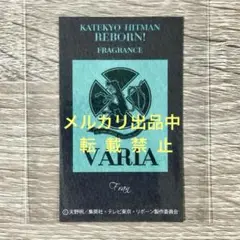 KATEKYO HITMAN
REBORN!
FRAGRANCE
メルカリ出品中
転載禁止
VARIA
Fran
©天野明/集英社・テレビ東京・リボーン製作委員会